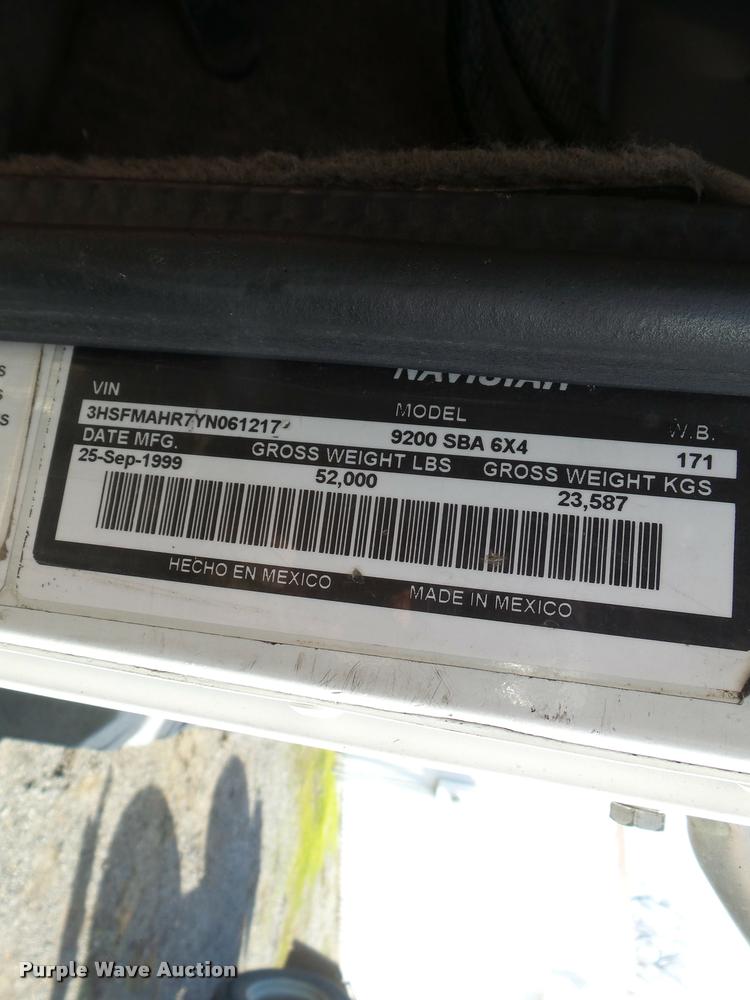 NAVISTAR
VIN MODEL W.B.
3HSFMAHR7YN061217 9200 SBA 6X4 171
DATE MFG. GROSS WEIGHT LBS GROSS WEIGHT KGS
25-Sep-1999 52,000 23,587
HECHO EN MEXICO MADE IN MEXICO
S
S
S
Purple Wave Auction